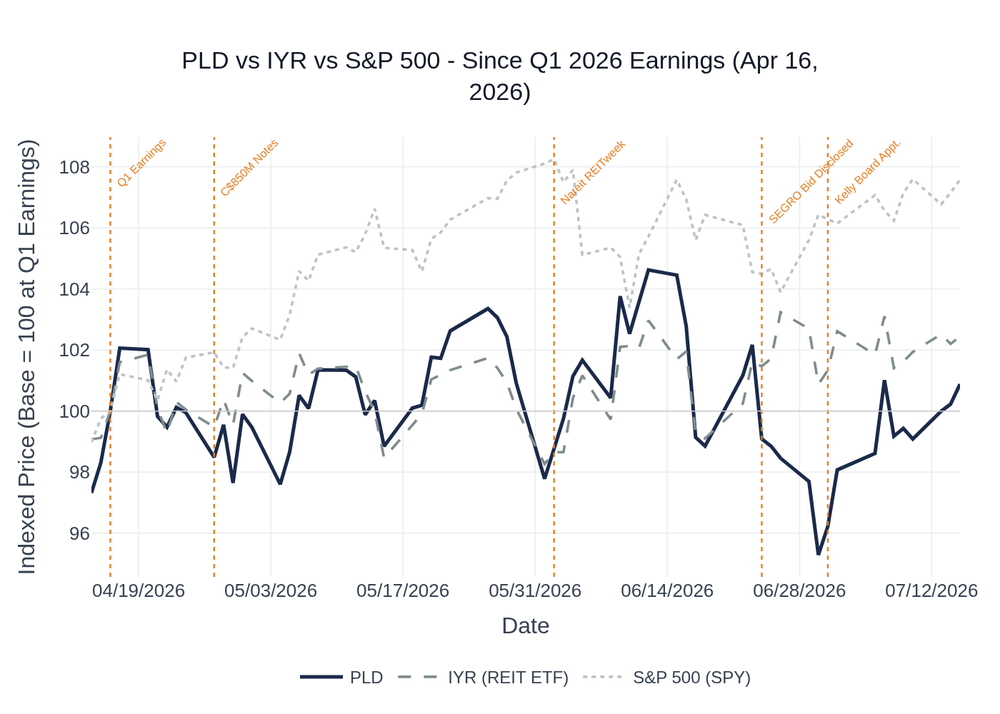 PLD vs IYR vs S&P 500 - Since Q1 2026 Earnings (Apr 16,
2026)
Indexed Price (Base = 100 at Q1 Earnings)
108
106
104
102
100
98
96
Q1 Earnings
C$850M Notes
Nareit REITweek
SEGRO Bid Disclosed
Kelly Board Appt.
04/19/2026
05/03/2026
05/17/2026
05/31/2026
06/14/2026
06/28/2026
07/12/2026
Date
PLD
IYR (REIT ETF)
S&P 500 (SPY)